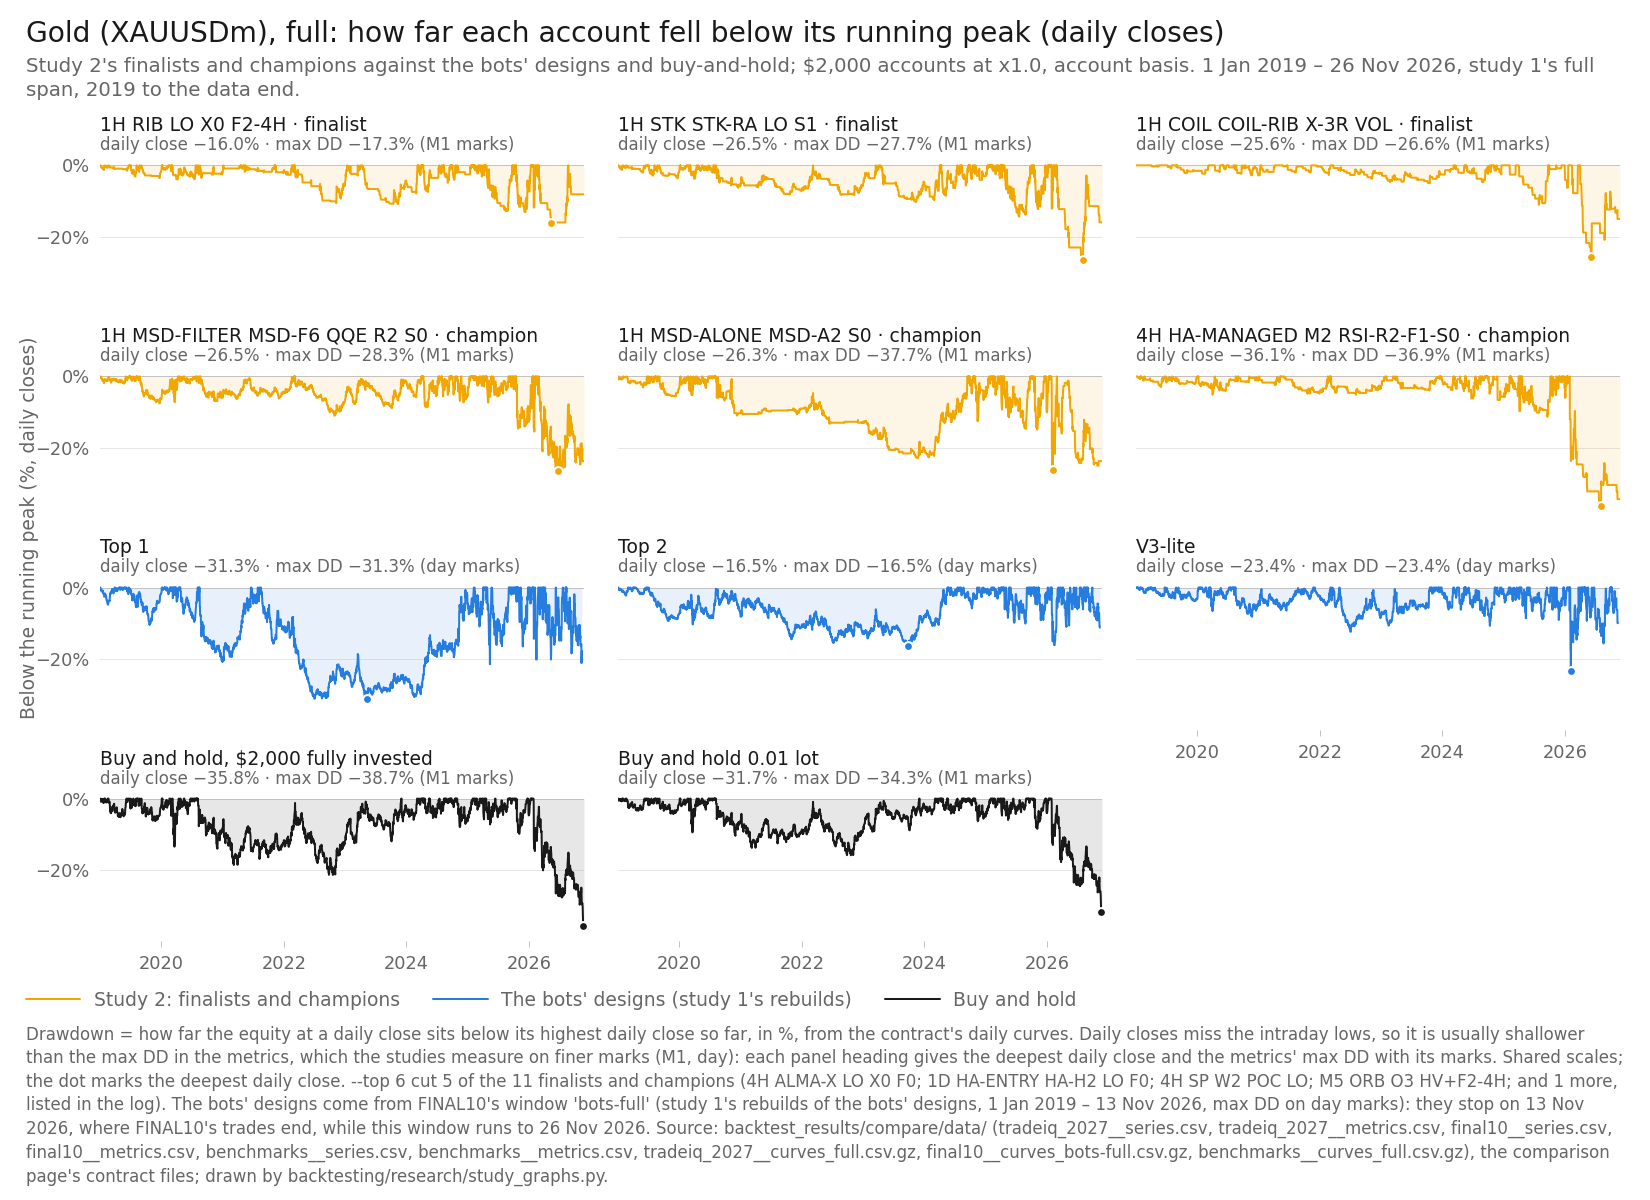 Gold (XAUUSDm), full: how far each account fell below its running peak (daily closes)
Study 2's finalists and champions against the bots' designs and buy-and-hold; $2,000 accounts at x1.0, account basis. 1 Jan 2019 – 26 Nov 2026, study 1's full
span, 2019 to the data end.
1H RIB LO X0 F2-4H · finalist
daily close −16.0% · max DD −17.3% (M1 marks)
1H STK STK-RA LO S1 · finalist
daily close −26.5% · max DD −27.7% (M1 marks)
1H COIL COIL-RIB X-3R VOL · finalist
daily close −25.6% · max DD −26.6% (M1 marks)
0%
−20%
1H MSD-FILTER MSD-F6 QQE R2 S0 · champion
daily close −26.5% · max DD −28.3% (M1 marks)
1H MSD-ALONE MSD-A2 S0 · champion
daily close −26.3% · max DD −37.7% (M1 marks)
4H HA-MANAGED M2 RSI-R2-F1-S0 · champion
daily close −36.1% · max DD −36.9% (M1 marks)
0%
−20%
Below the running peak (%, daily closes)
Top 1
daily close −31.3% · max DD −31.3% (day marks)
Top 2
daily close −16.5% · max DD −16.5% (day marks)
V3-lite
daily close −23.4% · max DD −23.4% (day marks)
0%
−20%
2020 2022 2024 2026
Buy and hold, $2,000 fully invested
daily close −35.8% · max DD −38.7% (M1 marks)
Buy and hold 0.01 lot
daily close −31.7% · max DD −34.3% (M1 marks)
0%
−20%
2020 2022 2024 2026
2020 2022 2024 2026
Study 2: finalists and champions
The bots' designs (study 1's rebuilds)
Buy and hold
Drawdown = how far the equity at a daily close sits below its highest daily close so far, in %, from the contract's daily curves. Daily closes miss the intraday lows, so it is usually shallower
than the max DD in the metrics, which the studies measure on finer marks (M1, day): each panel heading gives the deepest daily close and the metrics' max DD with its marks. Shared scales;
the dot marks the deepest daily close. --top 6 cut 5 of the 11 finalists and champions (4H ALMA-X LO X0 F0; 1D HA-ENTRY HA-H2 LO F0; 4H SP W2 POC LO; M5 ORB O3 HV+F2-4H; and 1 more,
listed in the log). The bots' designs come from FINAL10's window 'bots-full' (study 1's rebuilds of the bots' designs, 1 Jan 2019 – 13 Nov 2026, max DD on day marks): they stop on 13 Nov
2026, where FINAL10's trades end, while this window runs to 26 Nov 2026. Source: backtest_results/compare/data/ (tradeiq_2027__series.csv, tradeiq_2027__metrics.csv, final10__series.csv,
final10__metrics.csv, benchmarks__series.csv, benchmarks__metrics.csv, tradeiq_2027__curves_full.csv.gz, final10__curves_bots-full.csv.gz, benchmarks__curves_full.csv.gz), the comparison
page's contract files; drawn by backtesting/research/study_graphs.py.